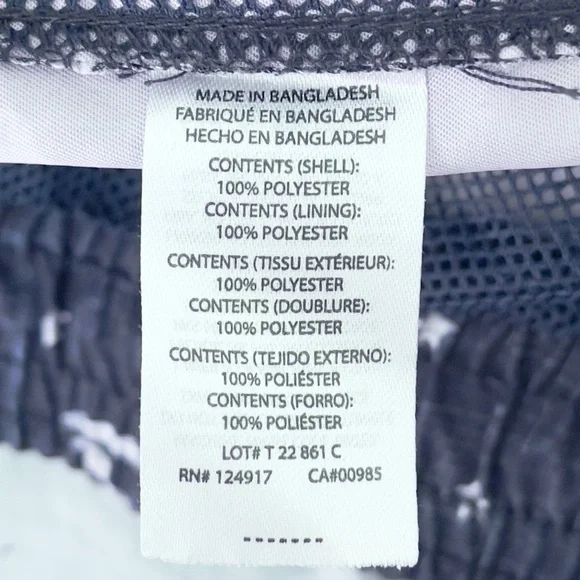 MADE IN BANGLADESH
FABRIQUÉ EN BANGLADESH
HECHO EN BANGLADESH
CONTENTS (SHELL):
100% POLYESTER
CONTENTS (LINING):
100% POLYESTER
CONTENTS (TISSU EXTÉRIEUR):
100% POLYESTER
CONTENTS (DOUBLURE):
100% POLYESTER
CONTENTS (TEJIDO EXTERNO):
100% POLIÉSTER
CONTENTS (FORRO):
100% POLIÉSTER
LOT# T 22 861 C
RN# 124917 CA#00985
-------